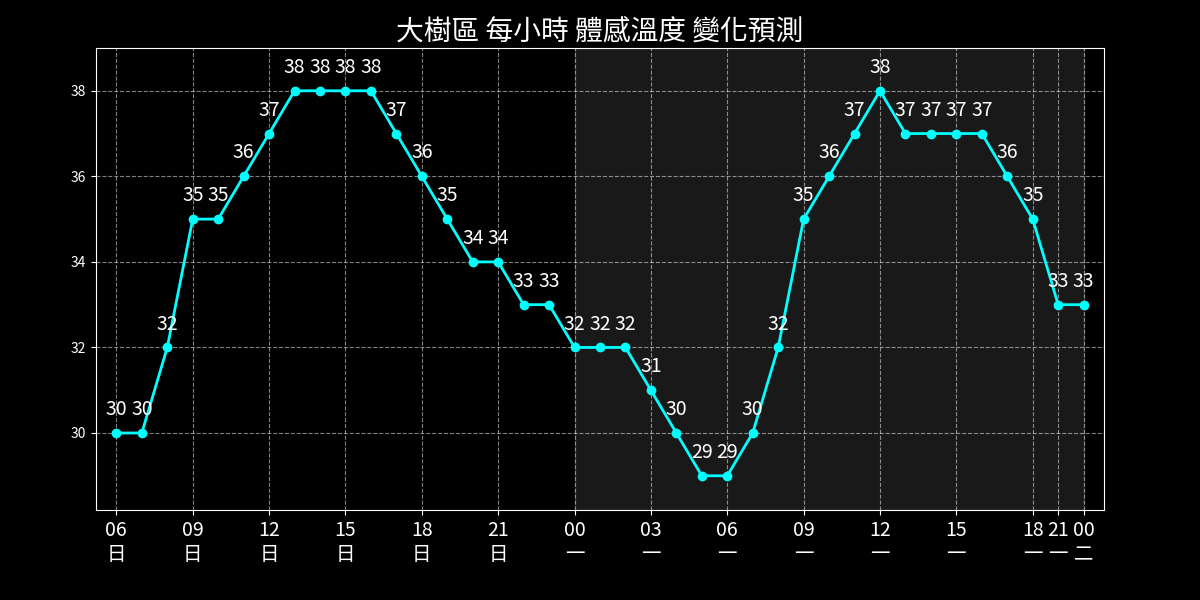 大樹區 每小時 體感溫度 變化預測
38 38 38 38 38
37 37 37 37 37 37 37
38
36 36 36 36
35 35 35 35 35
36
34 34
34
33 33 33 33
32 32 32 32 32
32
31
30 30 30 30
30
29 29
06 09 12 15 18 21 00 03 06 09 12 15 18 21 00
日 日 日 日 日 日 一 一 一 一 一 一 一 一 二